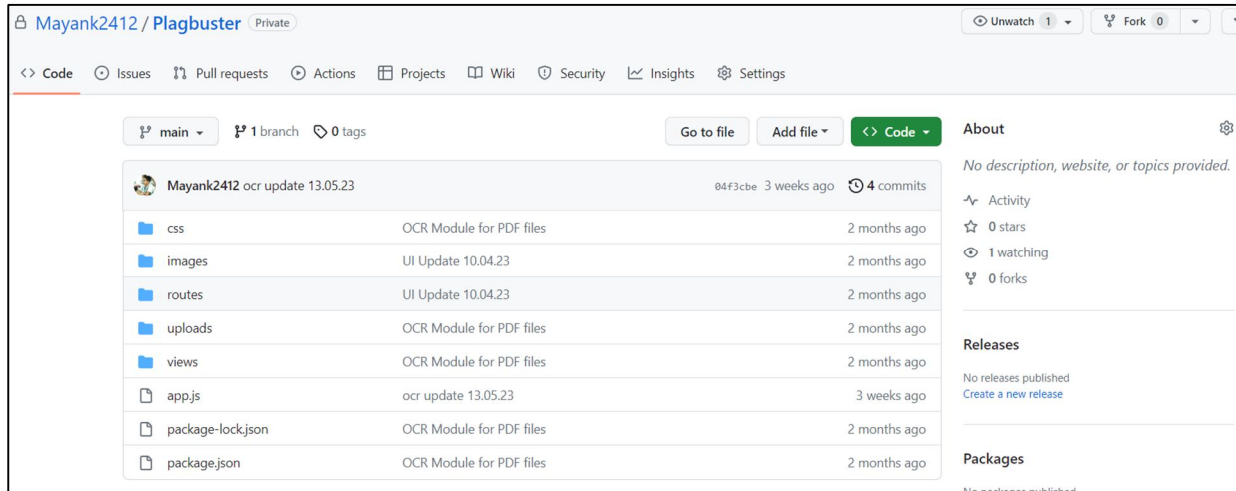 Mayank2412 / Plagbuster Private
Unwatch 1 Fork 0
<> Code Issues Pull requests Actions Projects Wiki Security Insights Settings
main 1 branch 0 tags Go to file Add file <> Code
Mayank2412 ocr update 13.05.23 04f3cbe 3 weeks ago 4 commits
css OCR Module for PDF files 2 months ago
images UI Update 10.04.23 2 months ago
routes UI Update 10.04.23 2 months ago
uploads OCR Module for PDF files 2 months ago
views OCR Module for PDF files 2 months ago
app.js ocr update 13.05.23 3 weeks ago
package-lock.json OCR Module for PDF files 2 months ago
package.json OCR Module for PDF files 2 months ago
About
No description, website, or topics provided.
Activity
0 stars
1 watching
0 forks
Releases
No releases published
Create a new release
Packages
No packages published